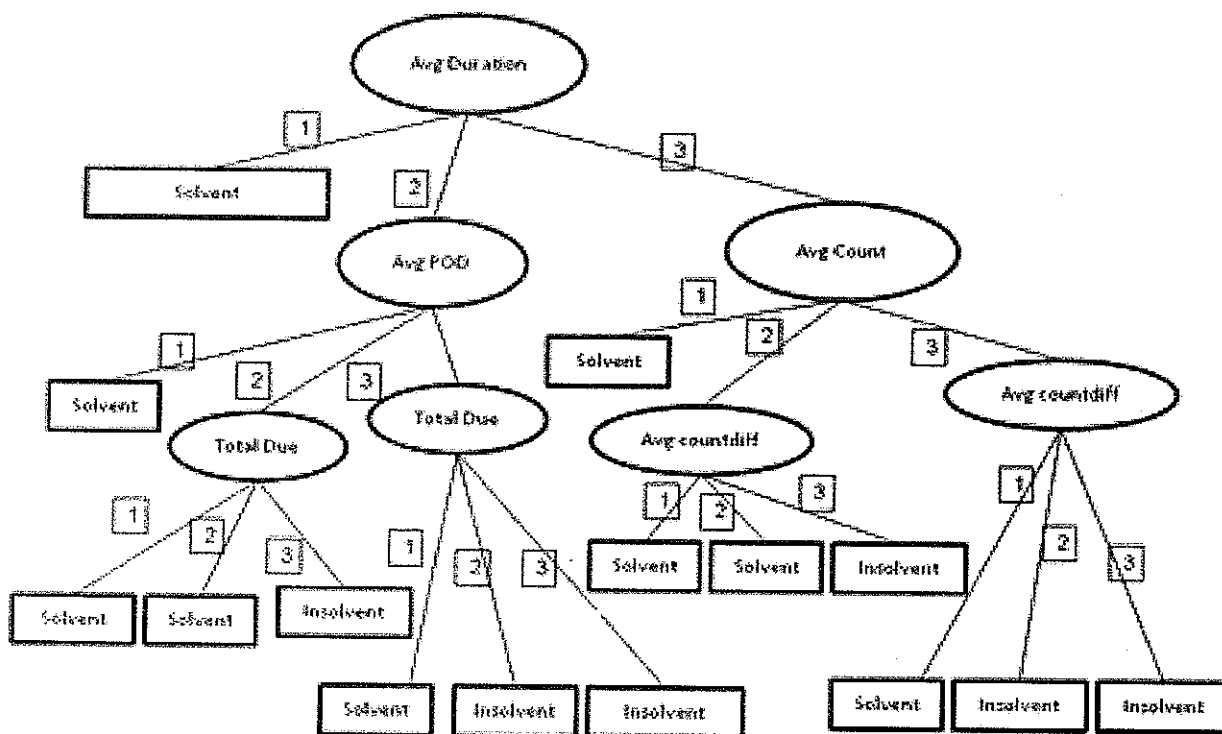 Avg Duration
1
3
Solvent
2
Avg Count
Avg POD
1
1
2
3
Solvent
2
3
Avg countdiff
Solvent
Total Due
Total Due
Avg countdiff
1
2
3
1
2
3
1
2
3
1
2
3
Solvent
Solvent
Insolvent
Solvent
Solvent
Insolvent
Solvent
Insolvent
Insolvent
Solvent
Insolvent
Insolvent